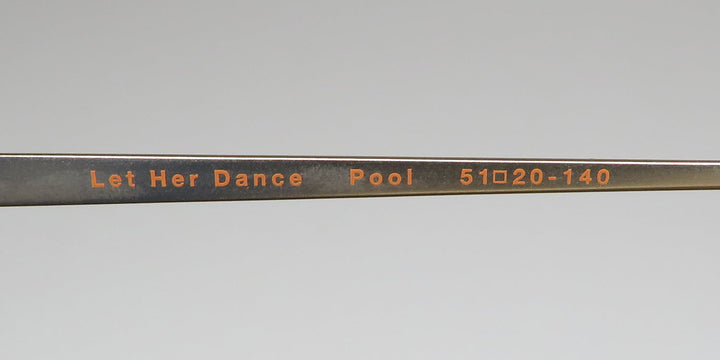 Let Her Dance Pool 51□20-140